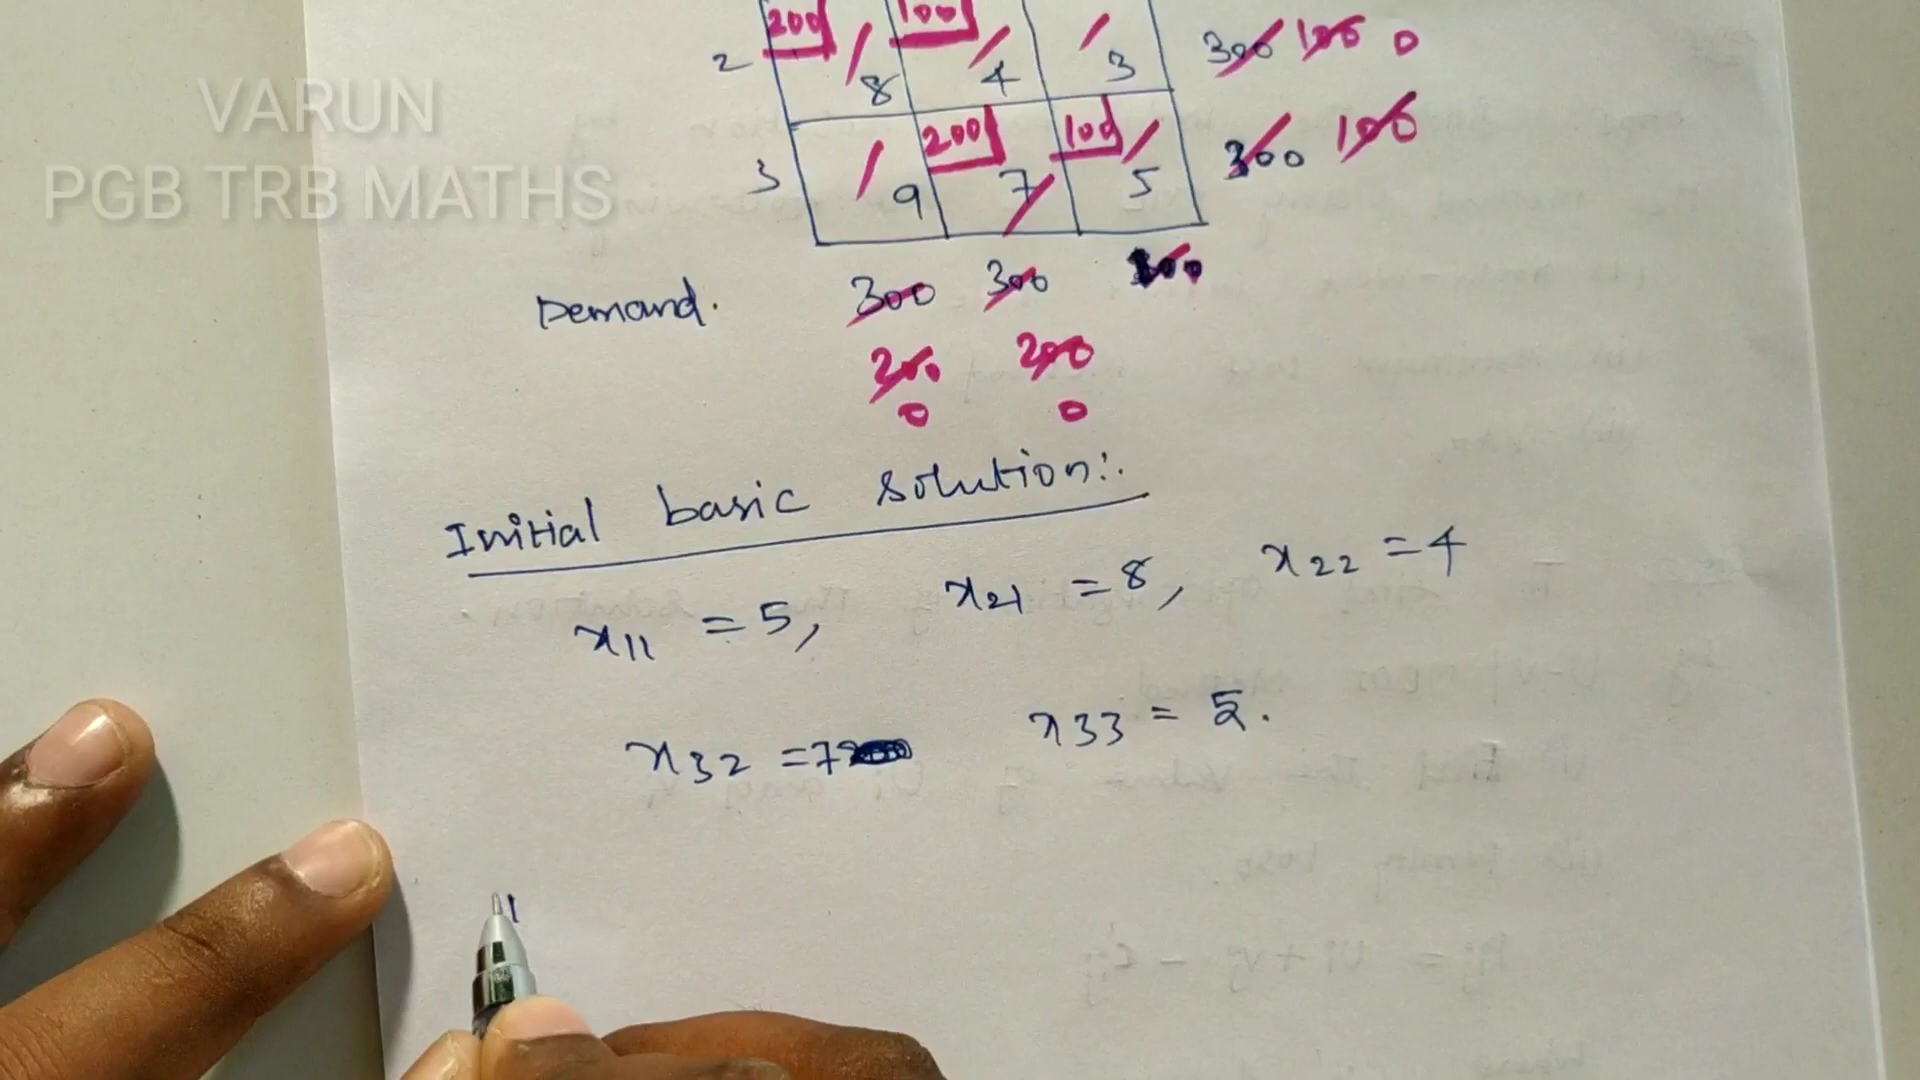 VARUN
PGB TRB MATHS
200 100
2 8 4 3 300 100 0
200 100
3 9 7 5 300 100
Demand. 300 300
200 200
0 0
Initial basic solution:.
x11 = 5, x21 = 8, x22 = 4
x32 = 7 x33 = 5.